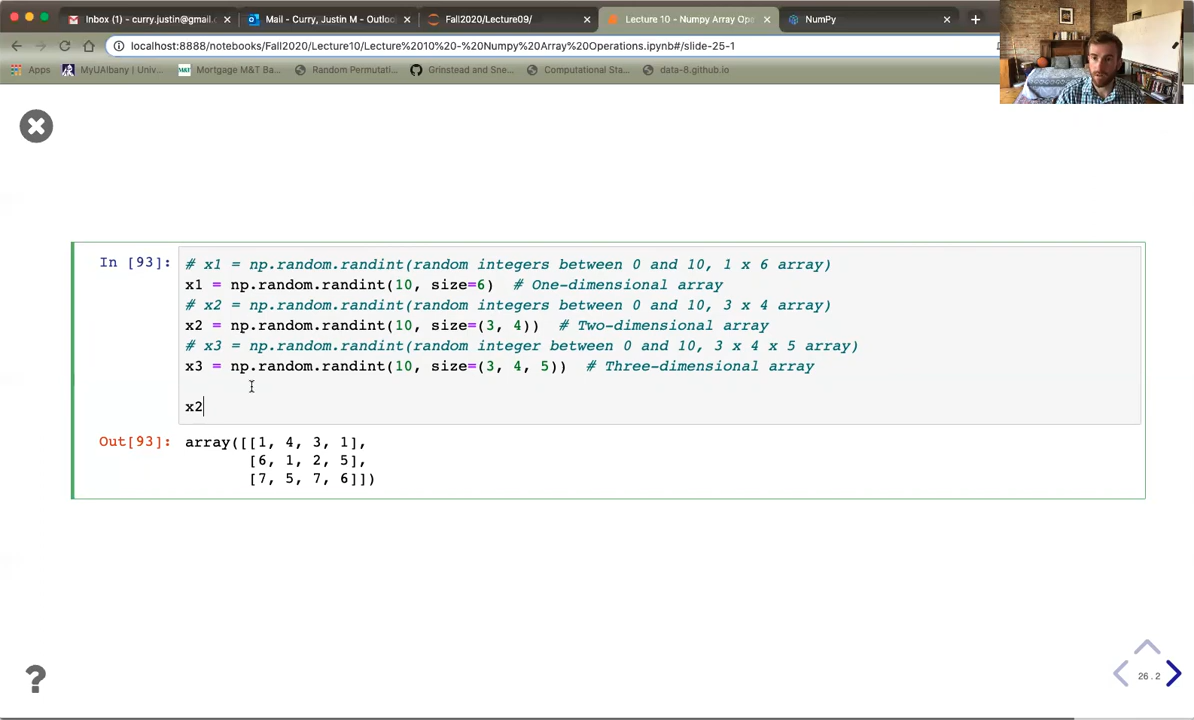 Inbox (1) - curry.justin@gmail.
Mail - Curry, Justin M - Outloo
Fall2020/Lecture09/
Lecture 10 - Numpy Array Ope
NumPy
localhost:8888/notebooks/Fall2020/Lecture10/Lecture%2010%20-%20Numpy%20Array%20Operations.ipynb#/slide-25-1
Apps
MyUAlbany | Univ...
Mortgage M&T Ba...
Random Permutati...
Grinstead and Sne...
Computational Sta...
data-8.github.io
In [93]:
# x1 = np.random.randint(random integers between 0 and 10, 1 x 6 array)
x1 = np.random.randint(10, size=6)  # One-dimensional array
# x2 = np.random.randint(random integers between 0 and 10, 3 x 4 array)
x2 = np.random.randint(10, size=(3, 4))  # Two-dimensional array
# x3 = np.random.randint(random integer between 0 and 10, 3 x 4 x 5 array)
x3 = np.random.randint(10, size=(3, 4, 5))  # Three-dimensional array
x2
Out[93]:
array([[1, 4, 3, 1],
[6, 1, 2, 5],
[7, 5, 7, 6]])
?
26.2